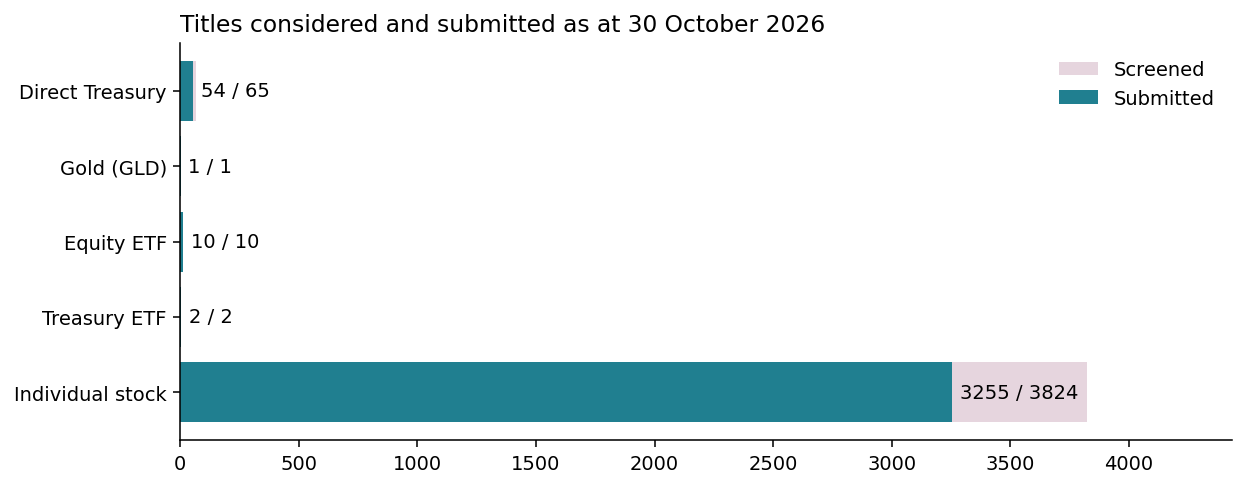 Titles considered and submitted as at 30 October 2026
Screened
Submitted
Direct Treasury 54 / 65
Gold (GLD) 1 / 1
Equity ETF 10 / 10
Treasury ETF 2 / 2
Individual stock 3255 / 3824
0 500 1000 1500 2000 2500 3000 3500 4000